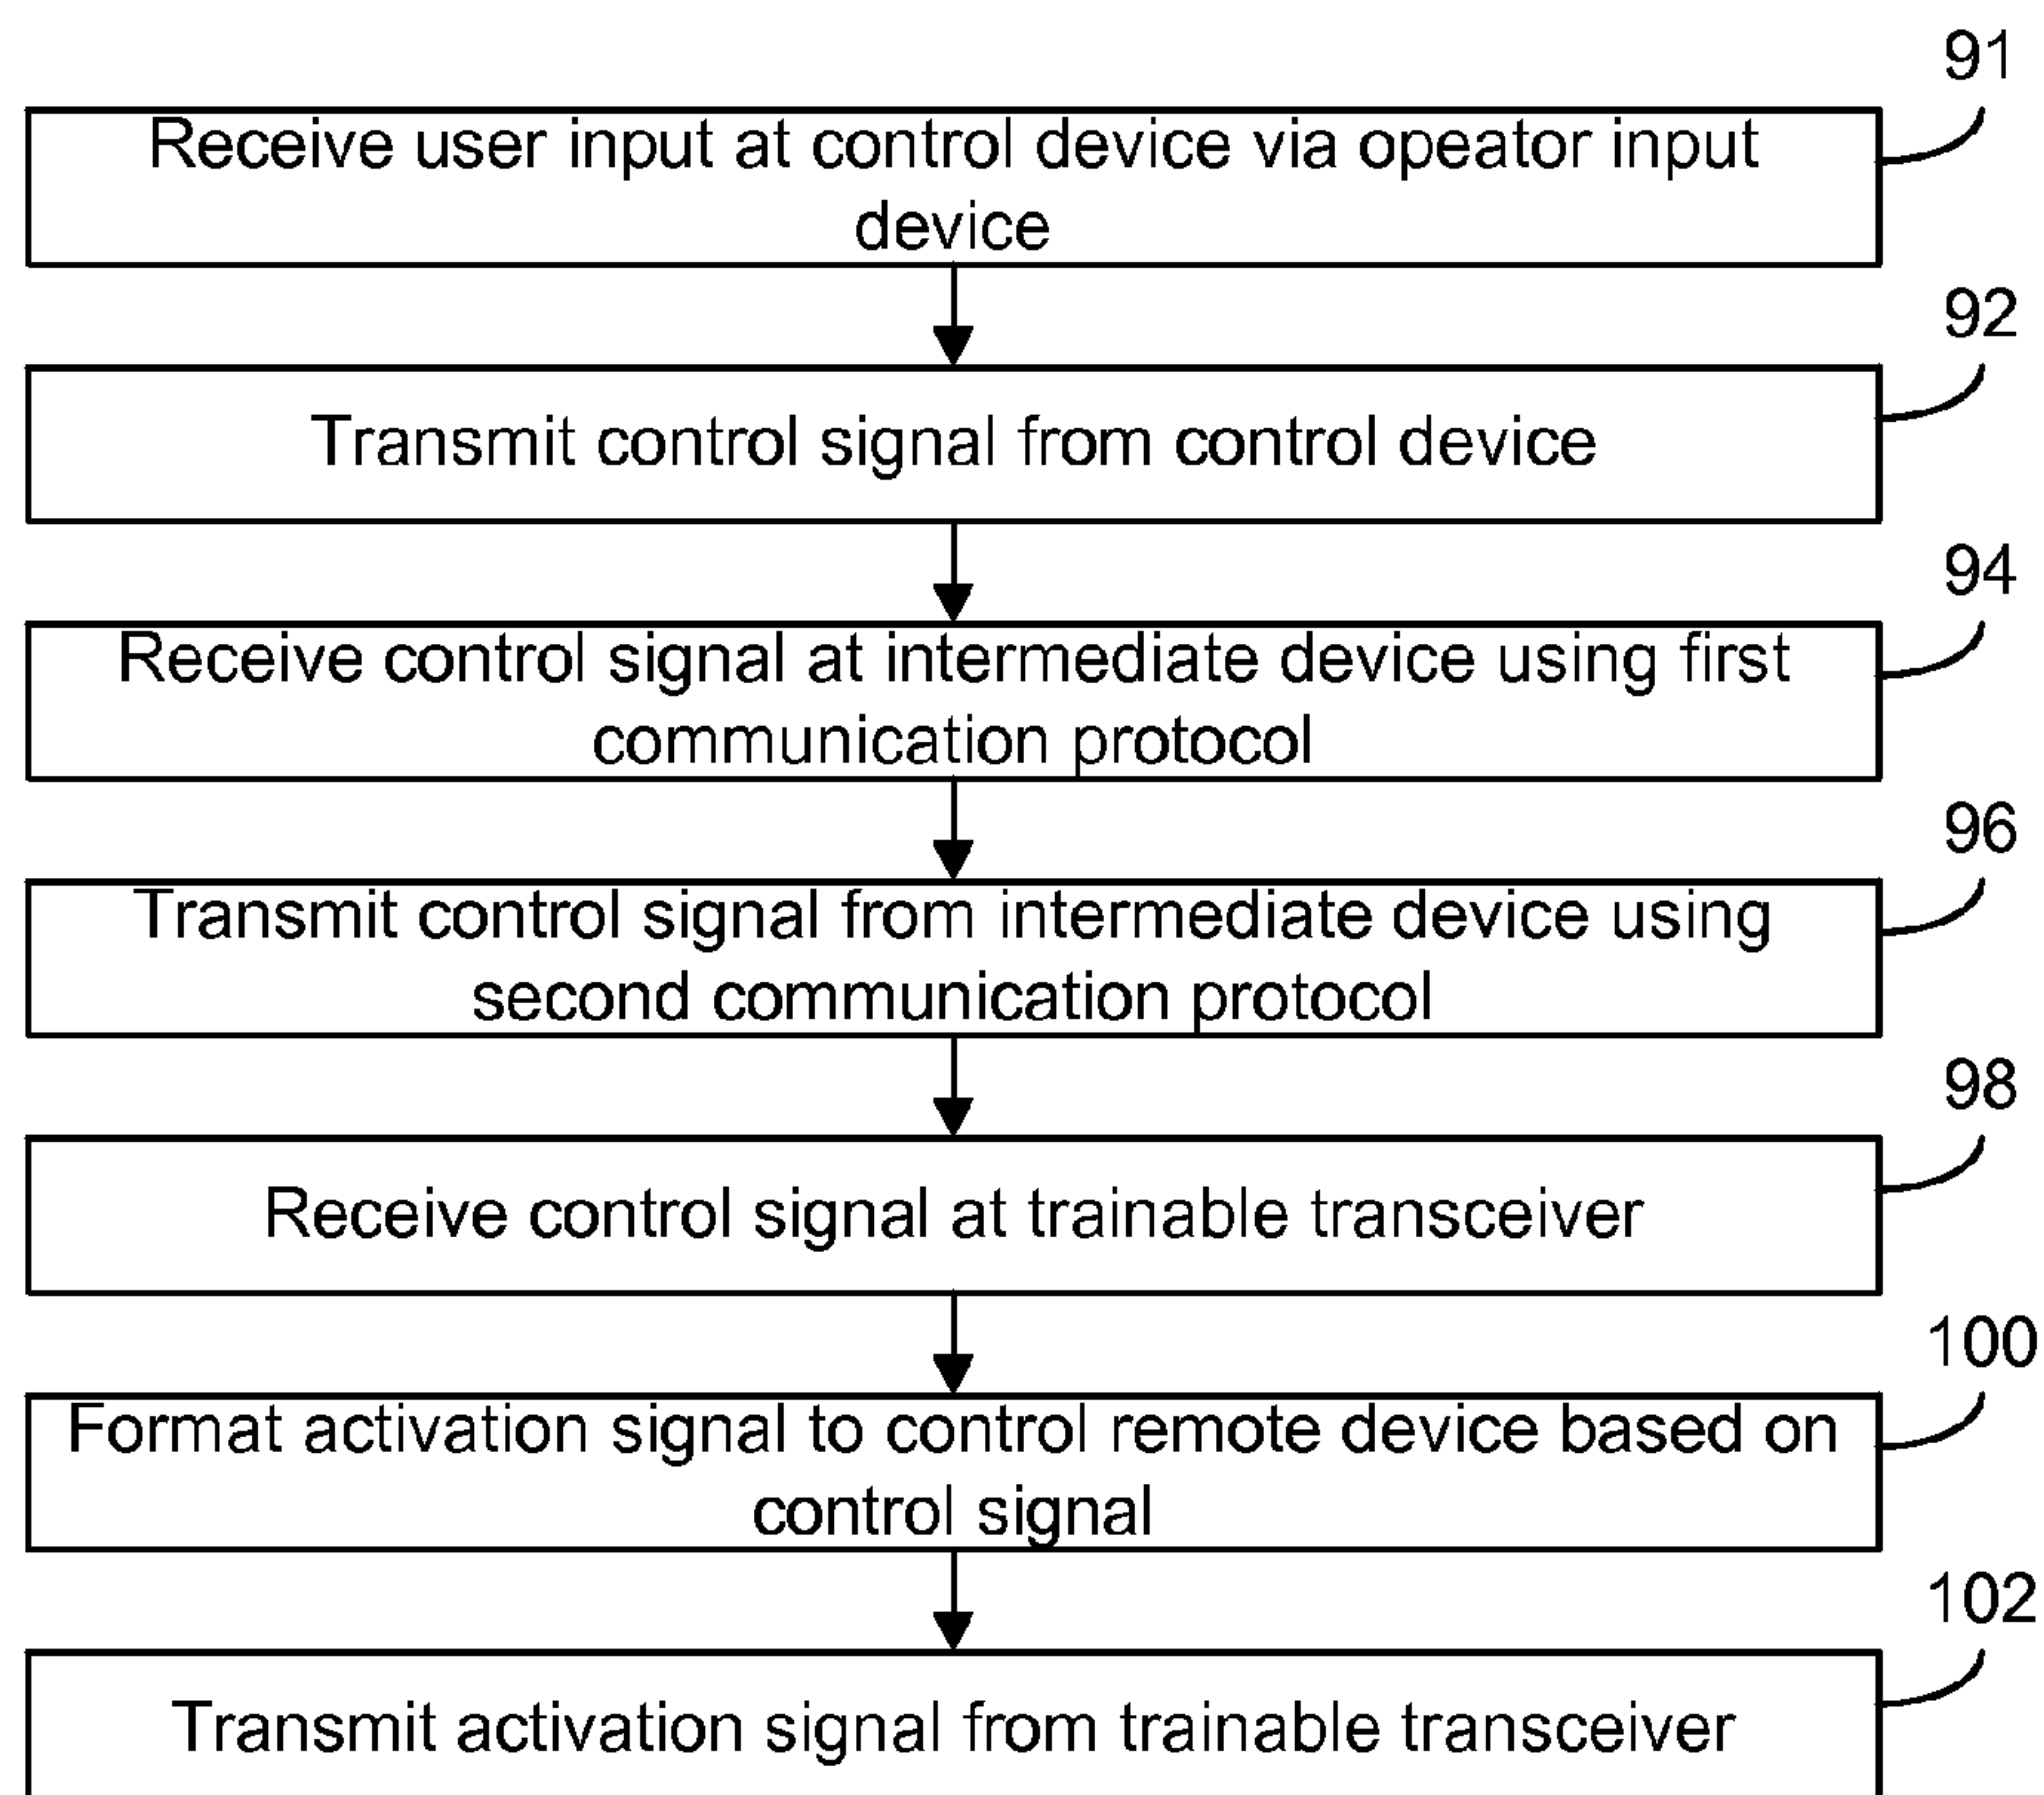 91
Receive user input at control device via opeator input
device
92
Transmit control signal from control device
94
Receive control signal at intermediate device using first
communication protocol
96
Transmit control signal from intermediate device using
second communication protocol
98
Receive control signal at trainable transceiver
100
Format activation signal to control remote device based on
control signal
102
Transmit activation signal from trainable transceiver